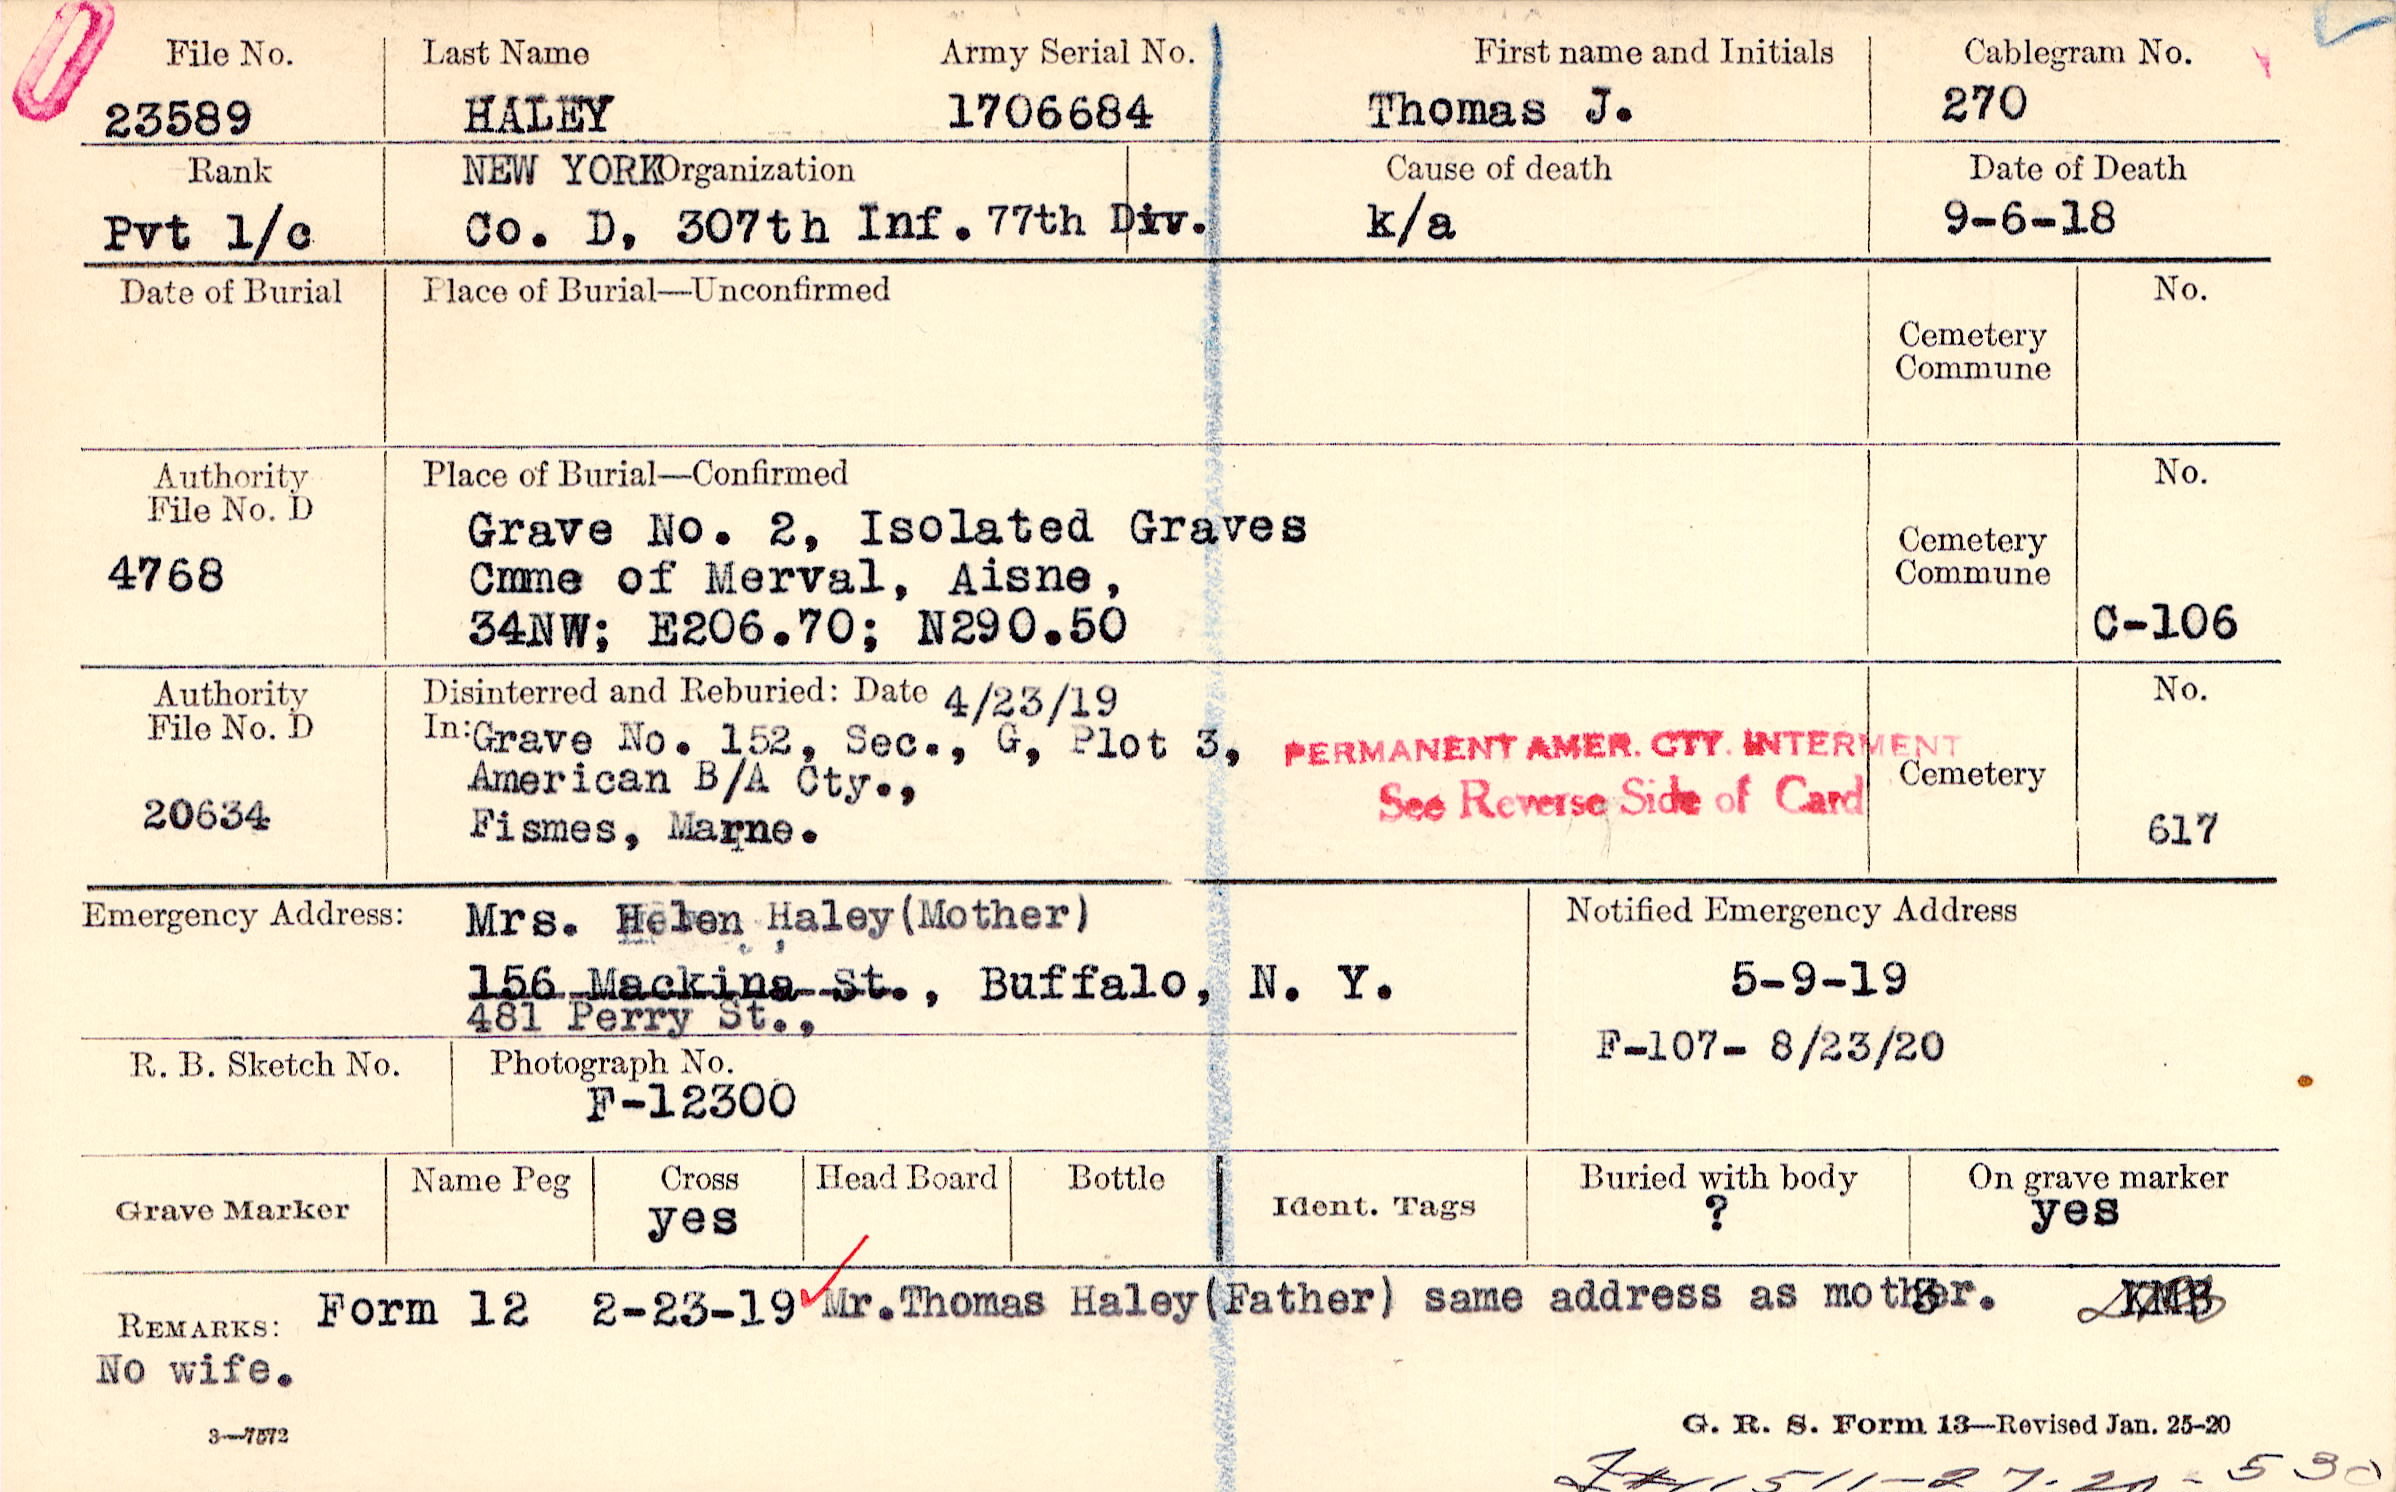 File No. Last Name Army Serial No. First name and Initials Cablegram No.
23589 HALEY 1706684 Thomas J. 270
Rank NEW YORK Organization Cause of death Date of Death
Pvt 1/c Co. D, 307th Inf. 77th Div. k/a 9-6-18
Date of Burial Place of Burial—Unconfirmed No.
Cemetery
Commune
Authority Place of Burial—Confirmed No.
File No. D
Grave No. 2, Isolated Graves
Cemetery
4768 Cmme of Merval, Aisne, Commune
34NW; E206.70; N290.50 C-106
Authority Disinterred and Reburied: Date 4/23/19 No.
File No. D In: Grave No. 152, Sec., G, Plot 3, PERMANENT AMER. CTY. INTERMENT
American B/A Cty., Cemetery
See Reverse Side of Card
20634 Fismes, Marne. 617
Emergency Address: Mrs. Helen Haley(Mother) Notified Emergency Address
156 Mackina St., Buffalo, N. Y. 5-9-19
481 Perry St.,
F-107- 8/23/20
R. B. Sketch No. Photograph No.
F-12300
Grave Marker Name Peg Cross Head Board Bottle Ident. Tags Buried with body On grave marker
yes ? yes
REMARKS: Form 12 2-23-19 Mr.Thomas Haley(Father) same address as mother. KMB
No wife.
3—7572 G. R. S. Form 13—Revised Jan. 25-20